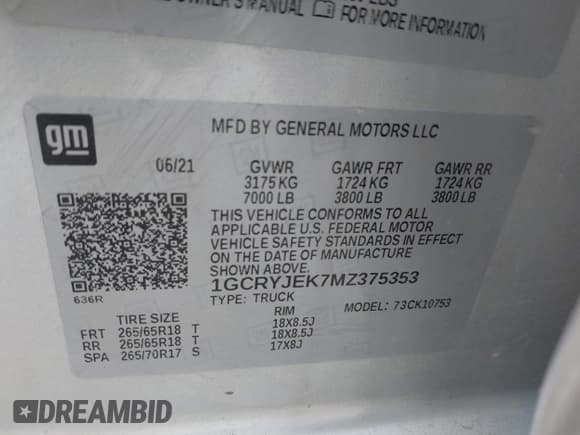 OWNER'S MANUAL FOR MORE INFORMATION
gm
MFD BY GENERAL MOTORS LLC
06/21 GVWR GAWR FRT GAWR RR
3175 KG 1724 KG 1724 KG
7000 LB 3800 LB 3800 LB
THIS VEHICLE CONFORMS TO ALL
APPLICABLE U.S. FEDERAL MOTOR
VEHICLE SAFETY STANDARDS IN EFFECT
ON THE DATE OF MANUFACTURE
SHOWN ABOVE.
1GCRYJEK7MZ375353
636R
TYPE: TRUCK MODEL: 73CK10753
RIM
FRT 265/65R18 T 18X8.5J
RR 265/65R18 T 18X8.5J
SPA 265/70R17 S 17X8J
DREAMBID